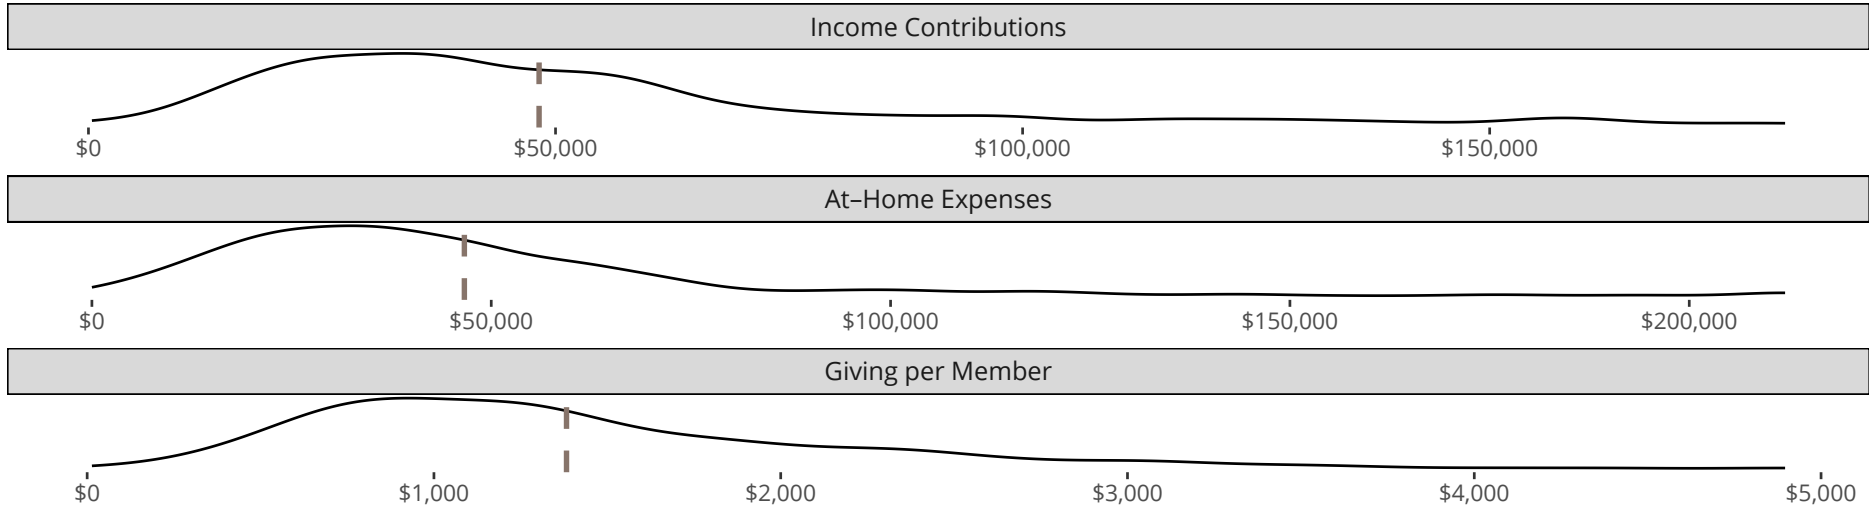 Income Contributions
$0 $50,000 $100,000 $150,000
At–Home Expenses
$0 $50,000 $100,000 $150,000 $200,000
Giving per Member
$0 $1,000 $2,000 $3,000 $4,000 $5,000